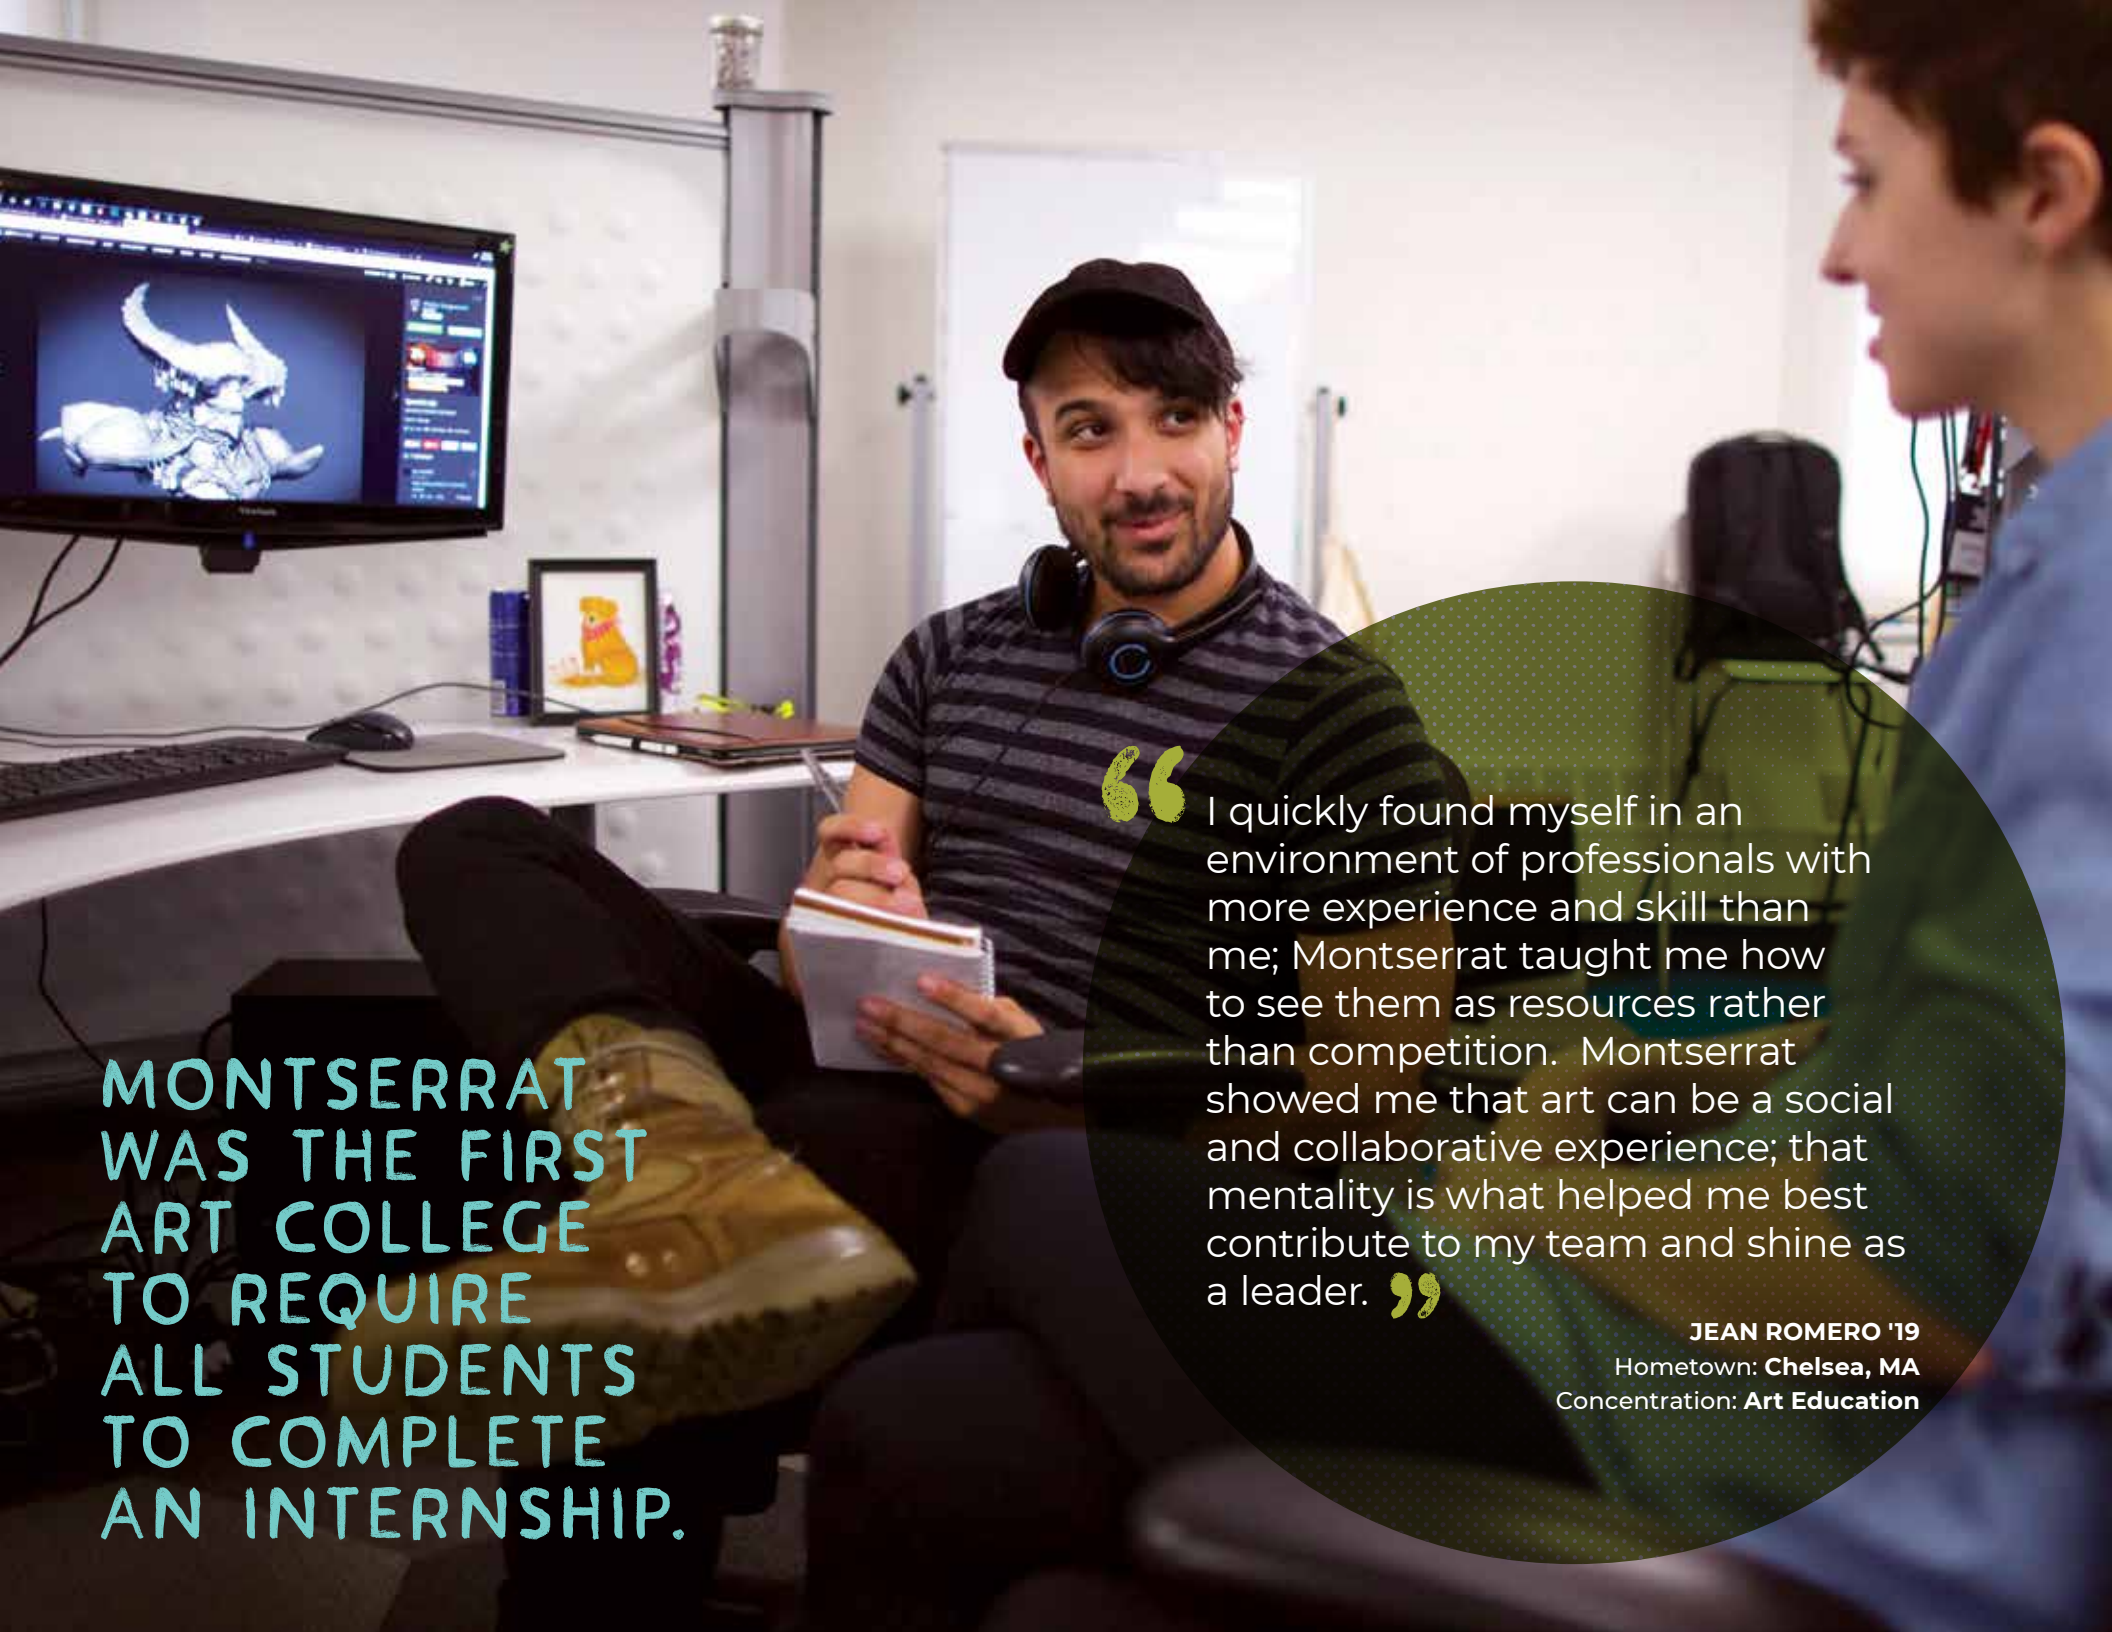 MONTSERRAT
WAS THE FIRST
ART COLLEGE
TO REQUIRE
ALL STUDENTS
TO COMPLETE
AN INTERNSHIP.
“ I quickly found myself in an
environment of professionals with
more experience and skill than
me; Montserrat taught me how
to see them as resources rather
than competition.  Montserrat
showed me that art can be a social
and collaborative experience; that
mentality is what helped me best
contribute to my team and shine as
a leader. ”
JEAN ROMERO '19
Hometown: Chelsea, MA
Concentration: Art Education